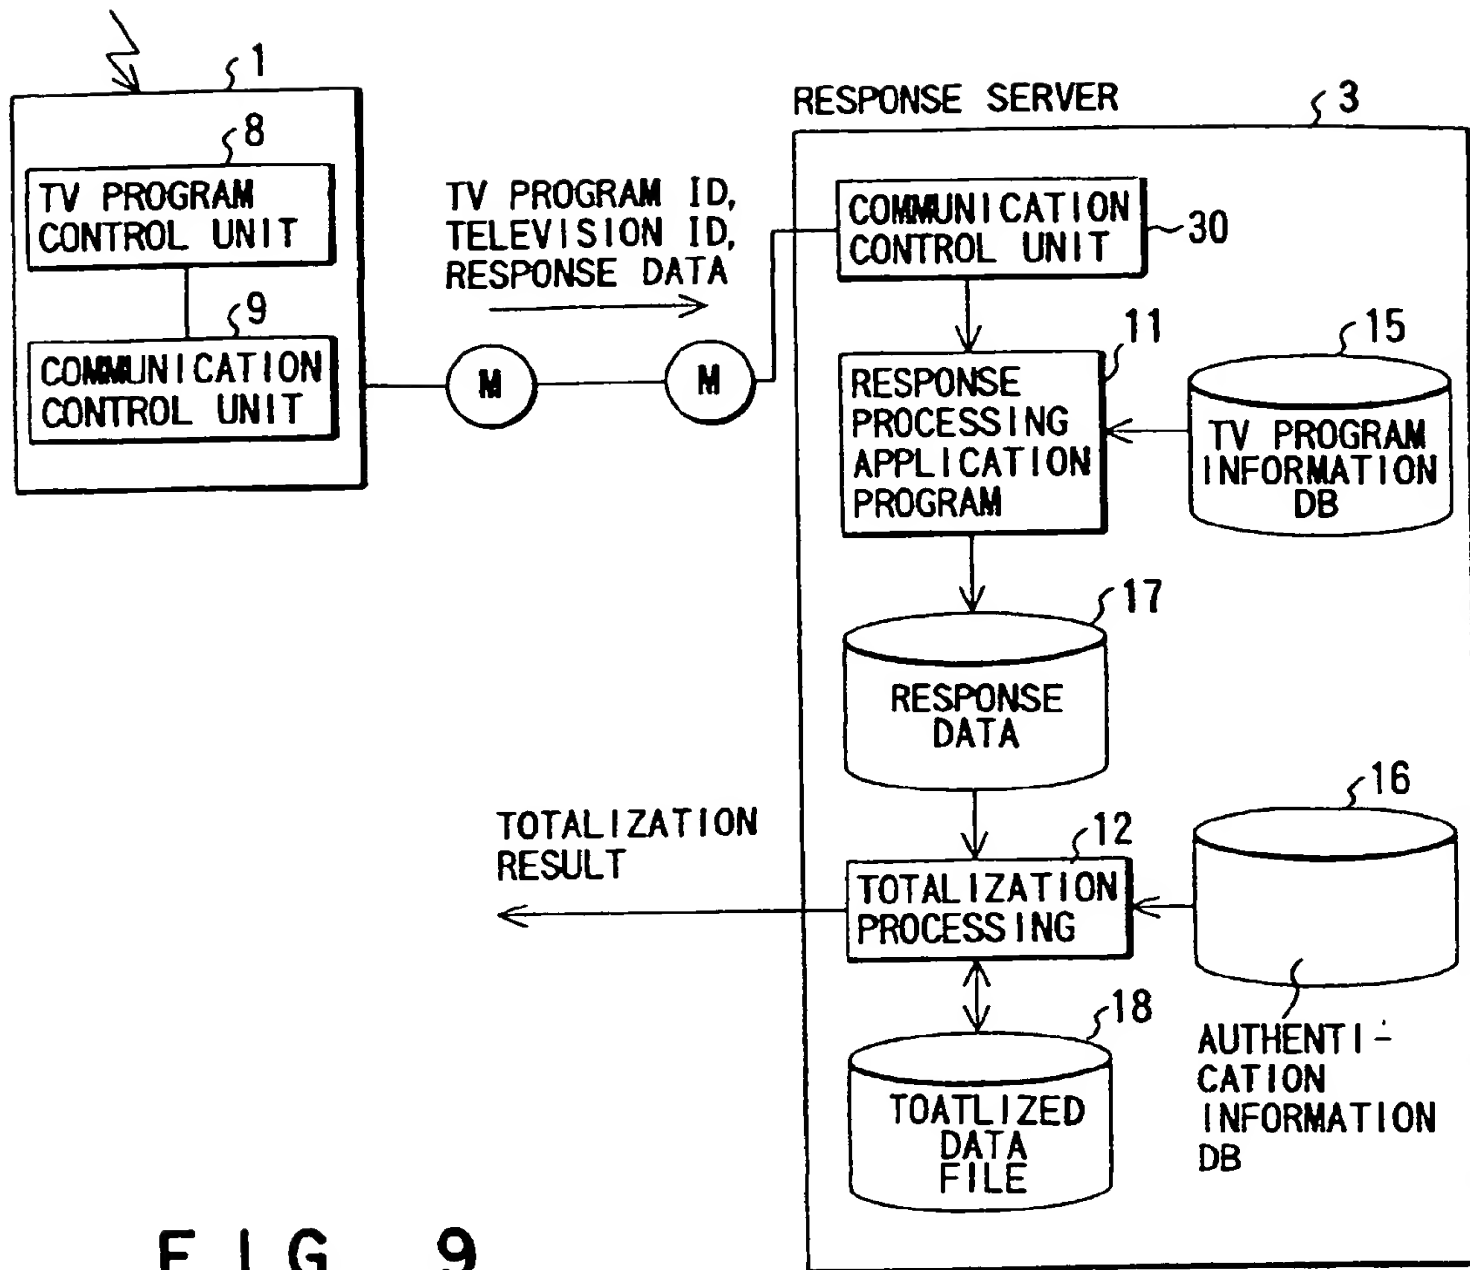 1
8
TV PROGRAM
CONTROL UNIT
9
COMMUNICATION
CONTROL UNIT
TV PROGRAM ID,
TELEVISION ID,
RESPONSE DATA
M
M
RESPONSE SERVER
3
COMMUNICATION
CONTROL UNIT
30
11
RESPONSE
PROCESSING
APPLICATION
PROGRAM
15
TV PROGRAM
INFORMATION
DB
17
RESPONSE
DATA
TOTALIZATION
RESULT
12
TOTALIZATION
PROCESSING
16
AUTHENTI-
CATION
INFORMATION
DB
18
TOATLIZED
DATA
FILE
FIG. 9